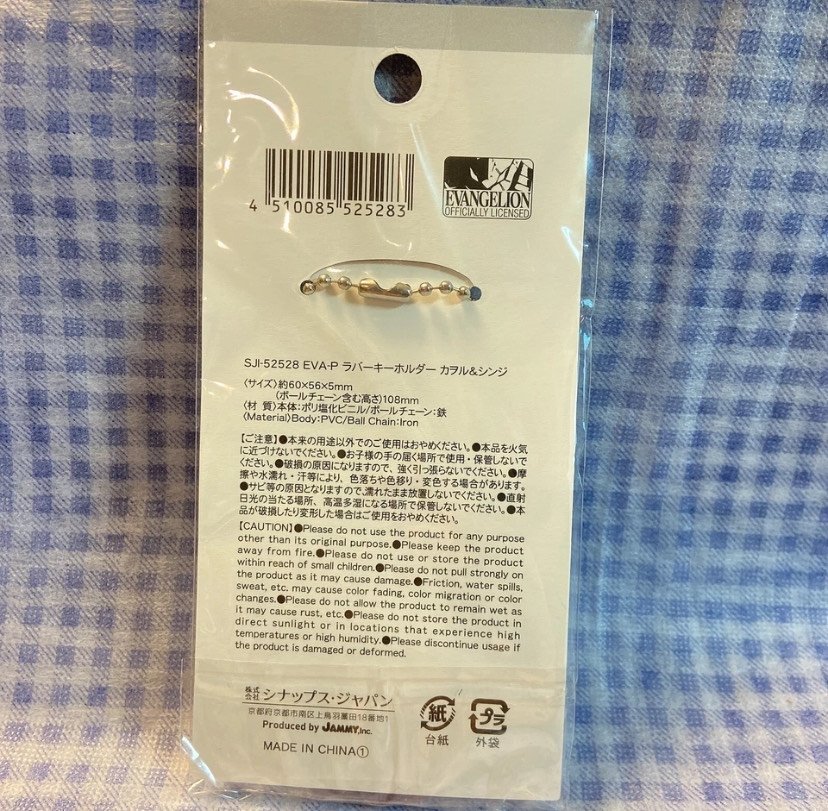 4 510085 525283
EVANGELION
OFFICIALLY LICENSED
SJI-52528 EVA-P ラバーキーホルダー カヲル&シンジ
〈サイズ〉約60×56×5mm
(ボールチェーン含む高さ)108mm
〈材 質〉本体:ポリ塩化ビニル/ボールチェーン:鉄
〈Material〉Body:PVC/Ball Chain:Iron
【ご注意】●本来の用途以外でのご使用はおやめください。●本品を火気
に近づけないでください。●お子様の手の届く場所で使用・保管しないで
ください。●破損の原因になりますので、強く引っ張らないでください。●摩
擦や水濡れ・汗等により、色落ちや色移り・変色する場合があります。
●サビ等の原因となりますので、濡れたまま放置しないでください。●直射
日光の当たる場所、高温多湿になる場所で保管しないでください。●本
品が破損したり変形した場合はご使用をおやめください。
【CAUTION】●Please do not use the product for any purpose
other than its original purpose.●Please keep the product
away from fire.●Please do not use or store the product
within reach of small children.●Please do not pull strongly on
the product as it may cause damage.●Friction, water spills,
sweat, etc. may cause color fading, color migration or color
changes.●Please do not allow the product to remain wet as
it may cause rust, etc.●Please do not store the product in
direct sunlight or in locations that experience high
temperatures or high humidity.●Please discontinue usage if
the product is damaged or deformed.
株式会社 シナップス・ジャパン
京都府京都市南区上鳥羽藁田18番地1
Produced by JAMMY,Inc.
MADE IN CHINA①
紙
台紙
プラ
外袋